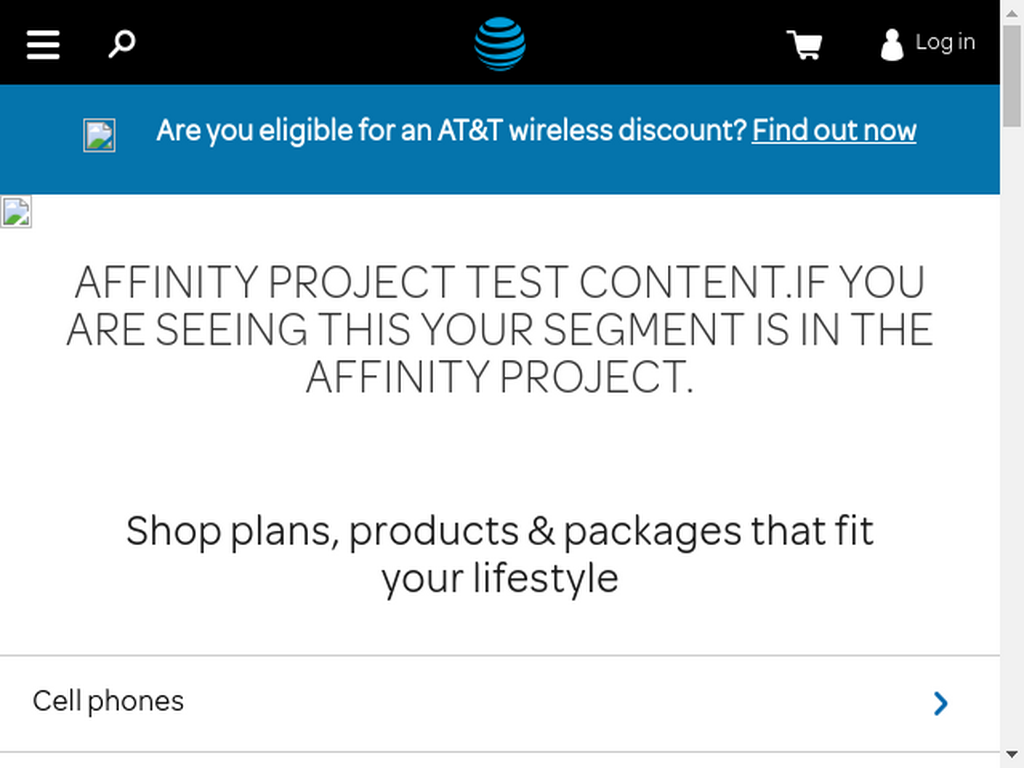 Log in
Are you eligible for an AT&T wireless discount? Find out now
AFFINITY PROJECT TEST CONTENT.IF YOU
ARE SEEING THIS YOUR SEGMENT IS IN THE
AFFINITY PROJECT.
Shop plans, products & packages that fit
your lifestyle
Cell phones